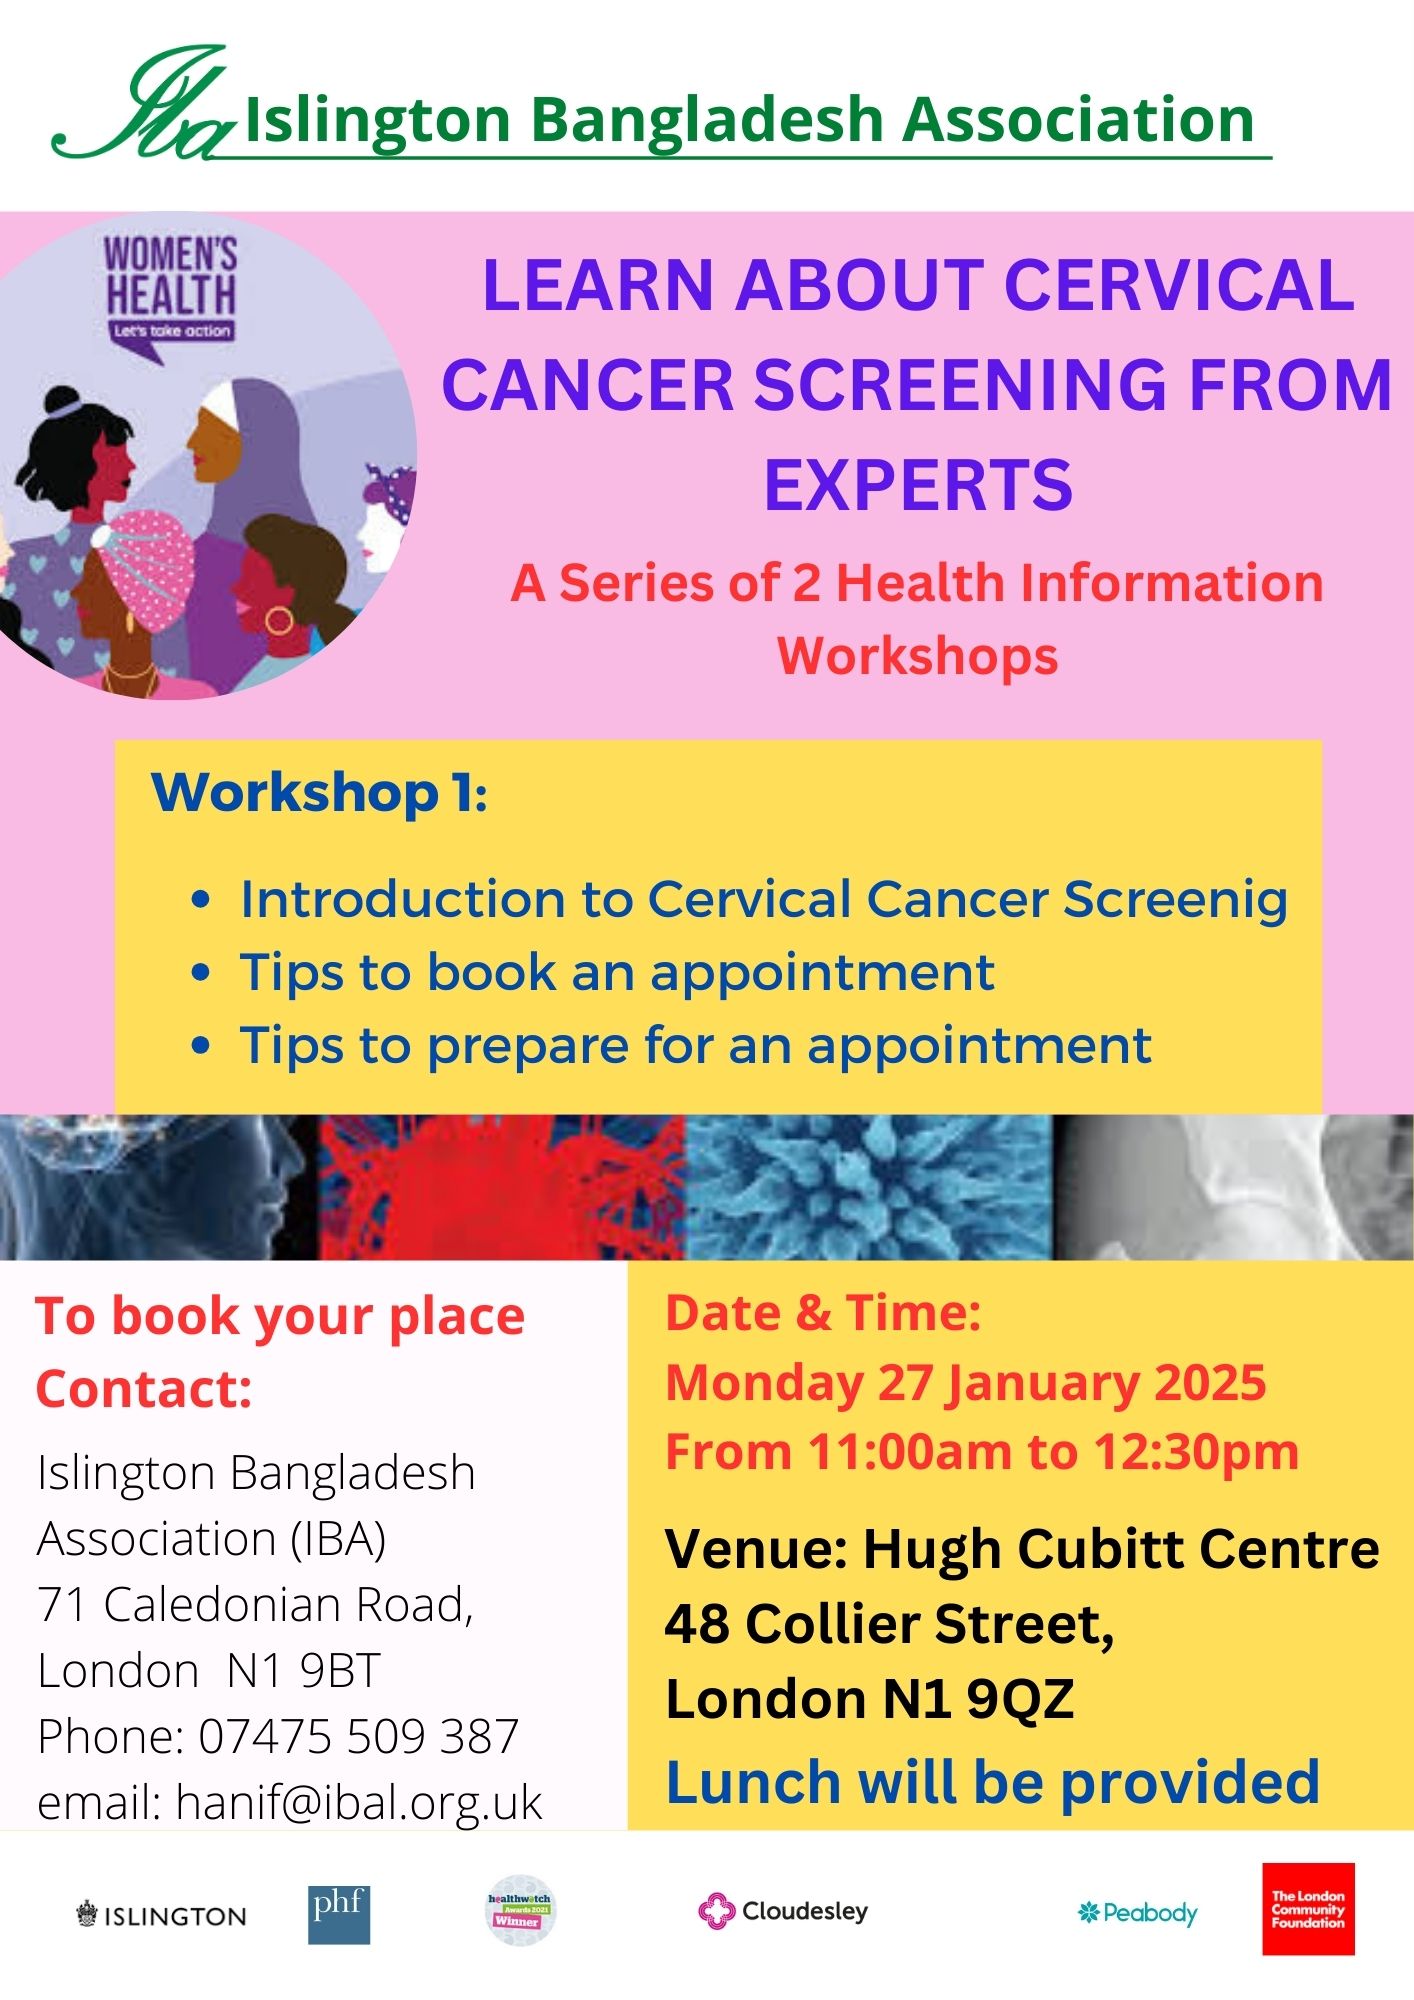 Iba Islington Bangladesh Association
WOMEN'S
HEALTH
Let's take action
LEARN ABOUT CERVICAL
CANCER SCREENING FROM
EXPERTS
A Series of 2 Health Information
Workshops
Workshop 1:
• Introduction to Cervical Cancer Screenig
• Tips to book an appointment
• Tips to prepare for an appointment
To book your place
Contact:
Islington Bangladesh
Association (IBA)
71 Caledonian Road,
London N1 9BT
Phone: 07475 509 387
email: hanif@ibal.org.uk
Date & Time:
Monday 27 January 2025
From 11:00am to 12:30pm
Venue: Hugh Cubitt Centre
48 Collier Street,
London N1 9QZ
Lunch will be provided
ISLINGTON
phf
healthwatch
Awards 2021
Winner
Cloudesley
Peabody
The London
Community
Foundation